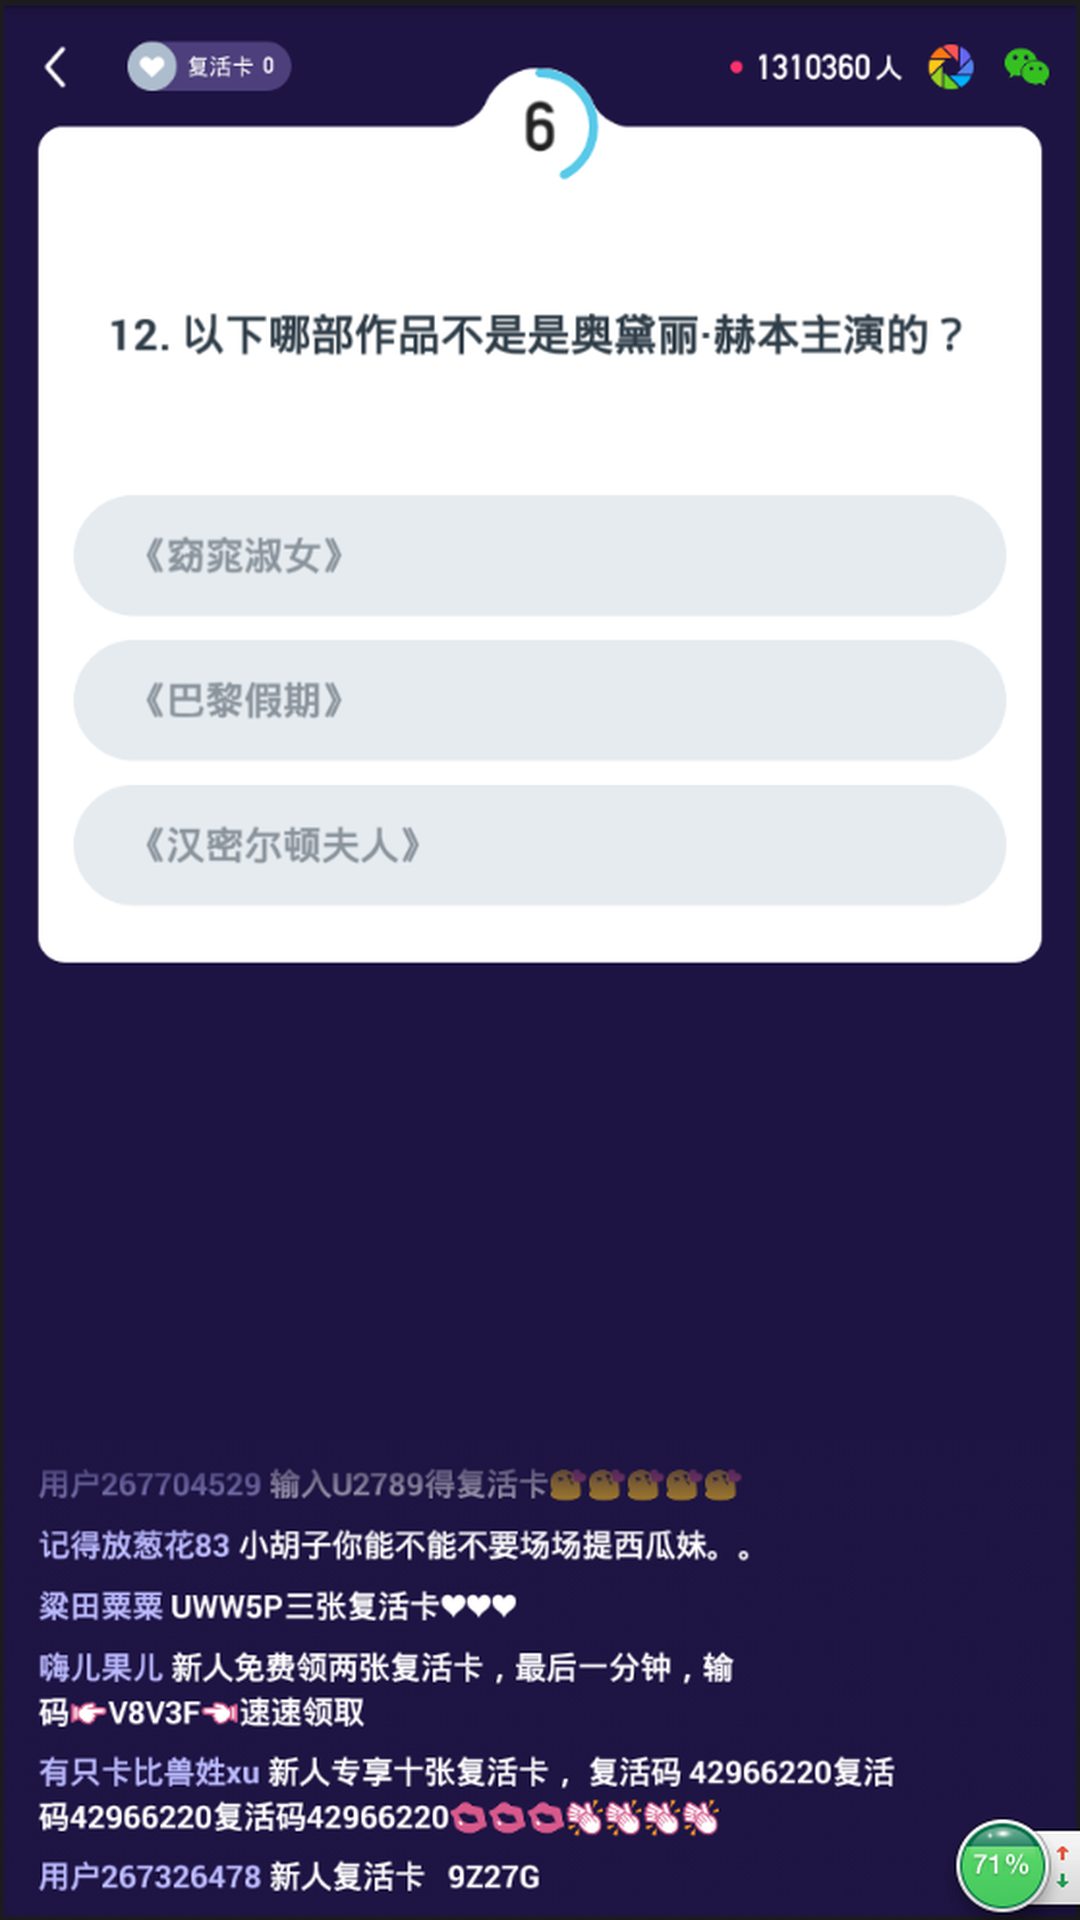 复活卡 0
1310360人
6
12. 以下哪部作品不是是奥黛丽·赫本主演的？
《窈窕淑女》
《巴黎假期》
《汉密尔顿夫人》
用户267704529 输入U2789得复活卡
记得放葱花83 小胡子你能不能不要场场提西瓜妹。。
粱田粟粟 UWW5P三张复活卡♥♥♥
嗨儿果儿 新人免费领两张复活卡，最后一分钟，输
码👉V8V3F👈速速领取
有只卡比兽姓xu 新人专享十张复活卡， 复活码 42966220复活
码42966220复活码42966220💋💋💋👏👏👏👏
用户267326478 新人复活卡 9Z27G
71%